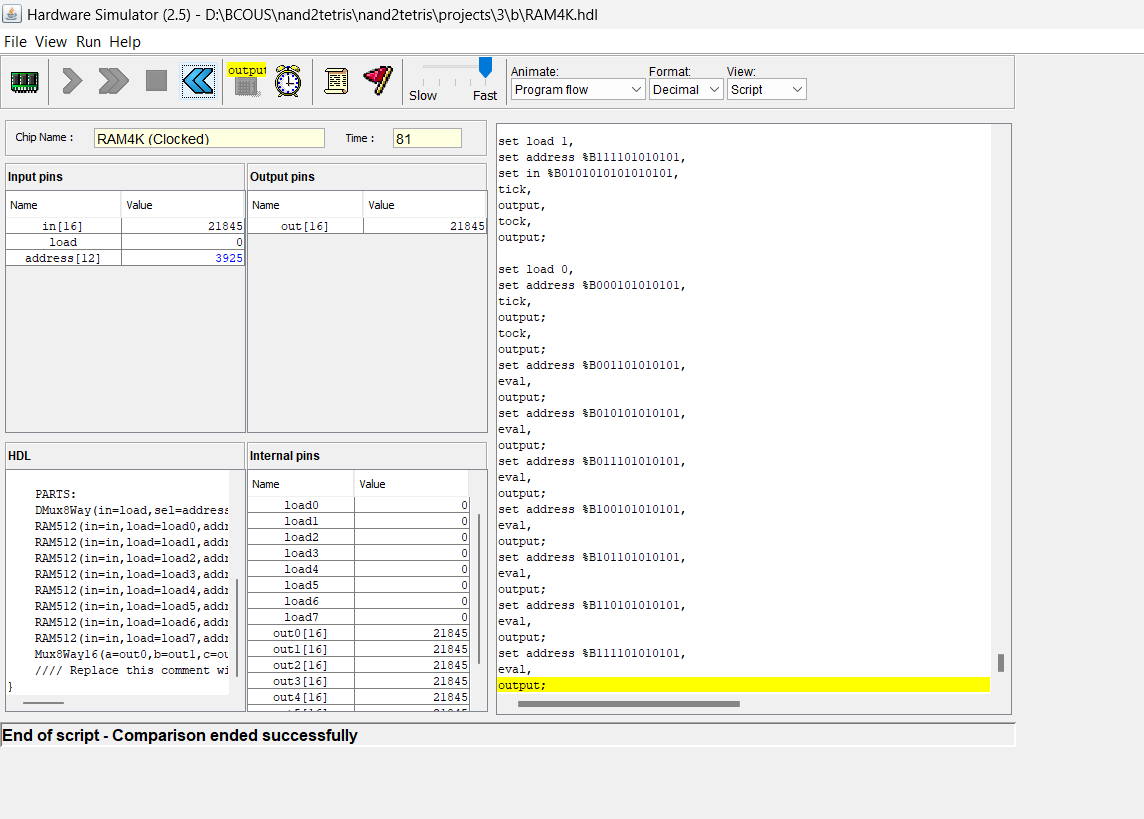 Hardware Simulator (2.5) - D:\BCOUS\nand2tetris\nand2tetris\projects\3\b\RAM4K.hdl
File View Run Help
output
Slow Fast
Animate:
Program flow
Format:
Decimal
View:
Script
Chip Name : RAM4K (Clocked) Time : 81
Input pins
Name Value
in[16] 21845
load 0
address[12] 3925
Output pins
Name Value
out[16] 21845
HDL
PARTS:
DMux8Way(in=load,sel=address
RAM512(in=in,load=load0,addr
RAM512(in=in,load=load1,addr
RAM512(in=in,load=load2,addr
RAM512(in=in,load=load3,addr
RAM512(in=in,load=load4,addr
RAM512(in=in,load=load5,addr
RAM512(in=in,load=load6,addr
RAM512(in=in,load=load7,addr
Mux8Way16(a=out0,b=out1,c=ou
//// Replace this comment wi
}
Internal pins
Name Value
load0 0
load1 0
load2 0
load3 0
load4 0
load5 0
load6 0
load7 0
out0[16] 21845
out1[16] 21845
out2[16] 21845
out3[16] 21845
out4[16] 21845
set load 1,
set address %B111101010101,
set in %B0101010101010101,
tick,
output,
tock,
output;
set load 0,
set address %B000101010101,
tick,
output;
tock,
output;
set address %B001101010101,
eval,
output;
set address %B010101010101,
eval,
output;
set address %B011101010101,
eval,
output;
set address %B100101010101,
eval,
output;
set address %B101101010101,
eval,
output;
set address %B110101010101,
eval,
output;
set address %B111101010101,
eval,
output;
End of script - Comparison ended successfully